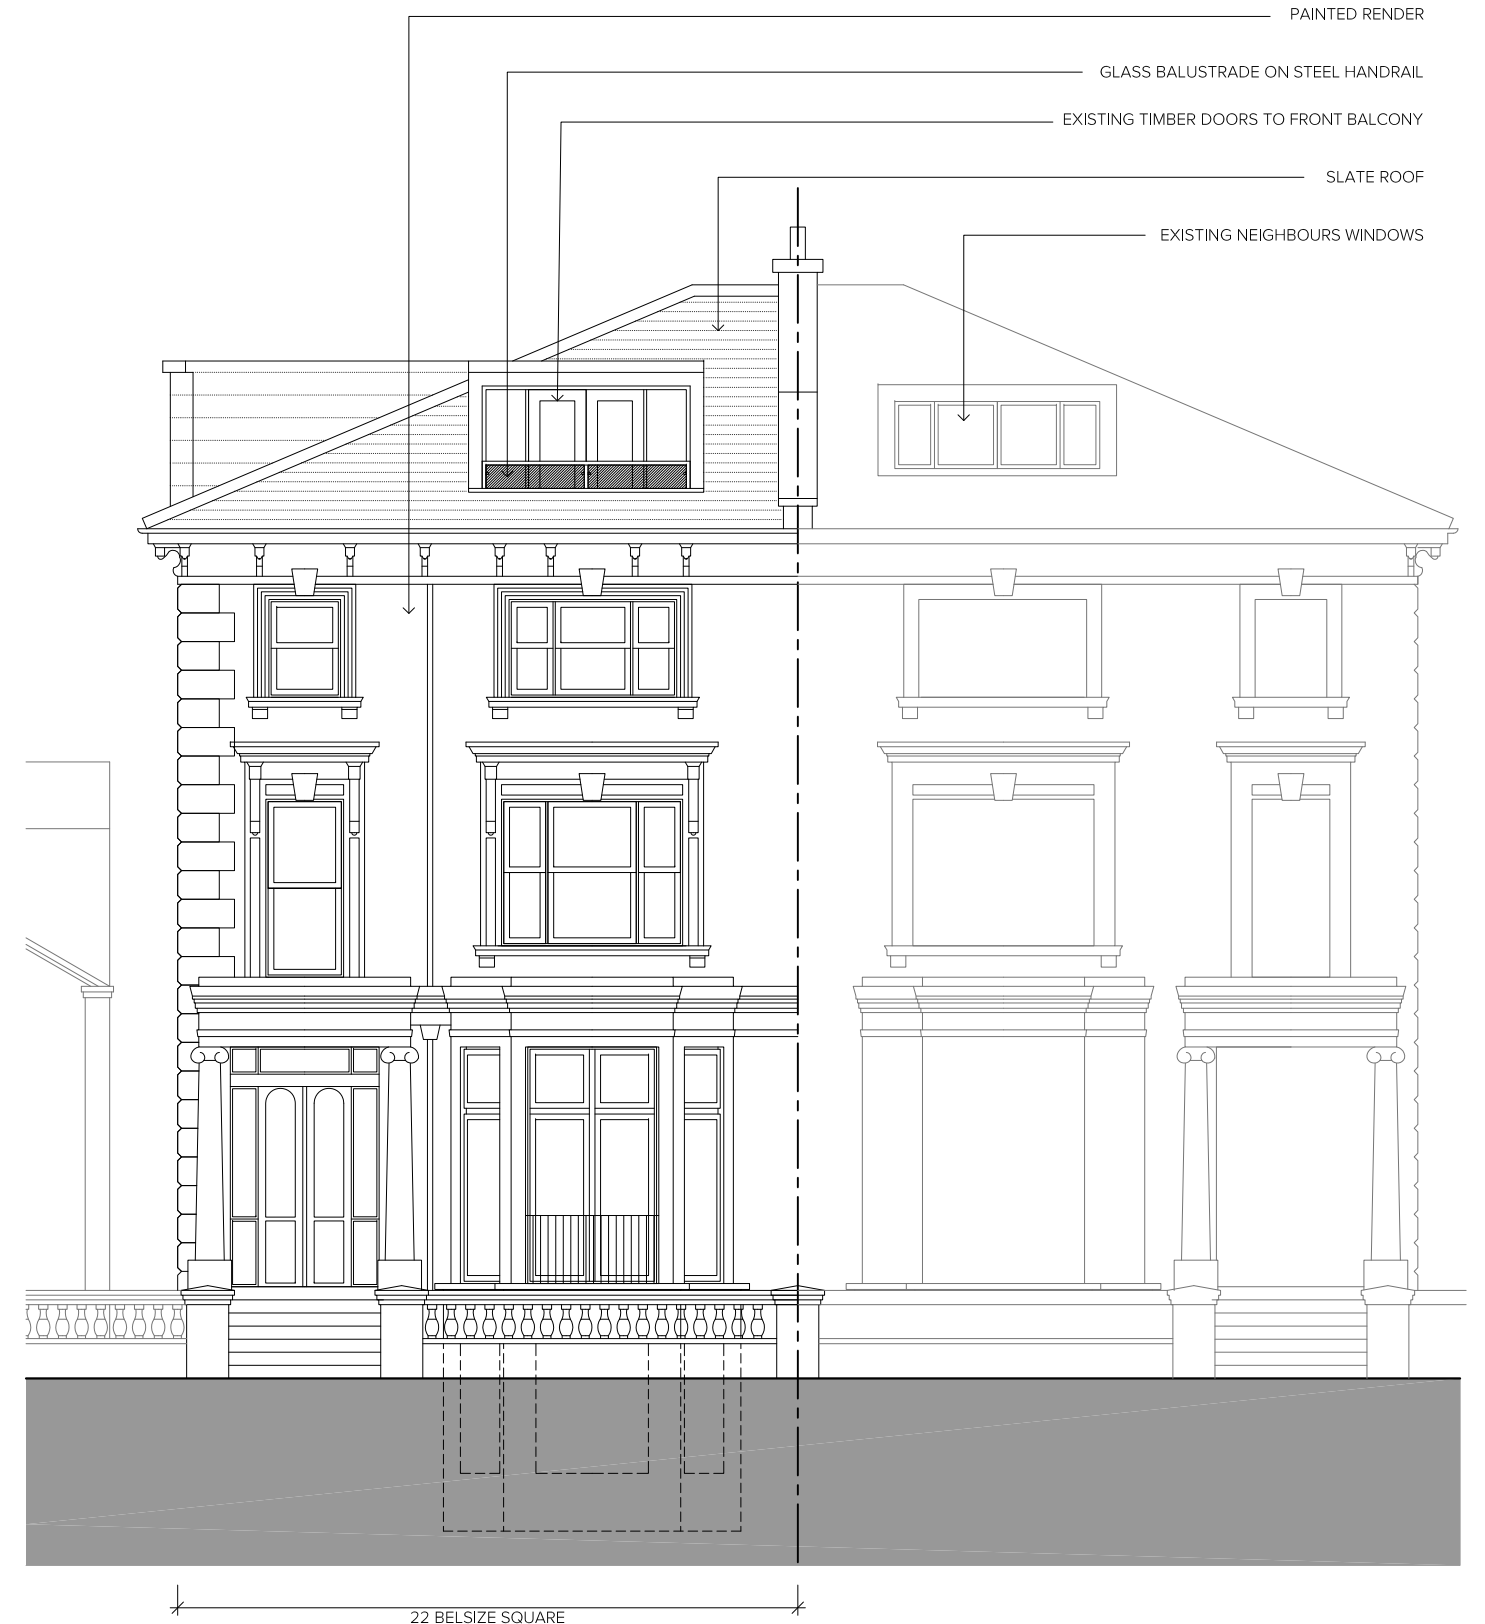 PAINTED RENDER
GLASS BALUSTRADE ON STEEL HANDRAIL
EXISTING TIMBER DOORS TO FRONT BALCONY
SLATE ROOF
EXISTING NEIGHBOURS WINDOWS
22 BELSIZE SQUARE